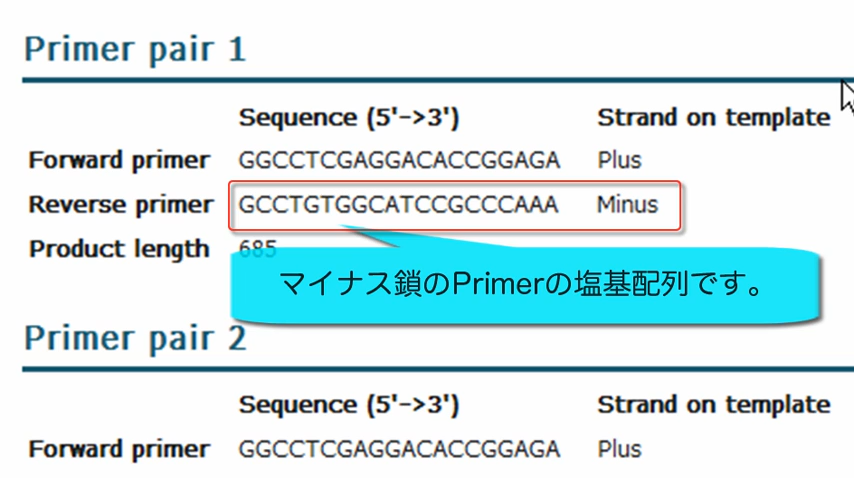 Primer pair 1
Sequence (5'->3') Strand on template
Forward primer GGCCTCGAGGACACCGGAGA Plus
Reverse primer GCCTGTGGCATCCGCCCAAA Minus
Product length 685
マイナス鎖のPrimerの塩基配列です。
Primer pair 2
Sequence (5'->3') Strand on template
Forward primer GGCCTCGAGGACACCGGAGA Plus